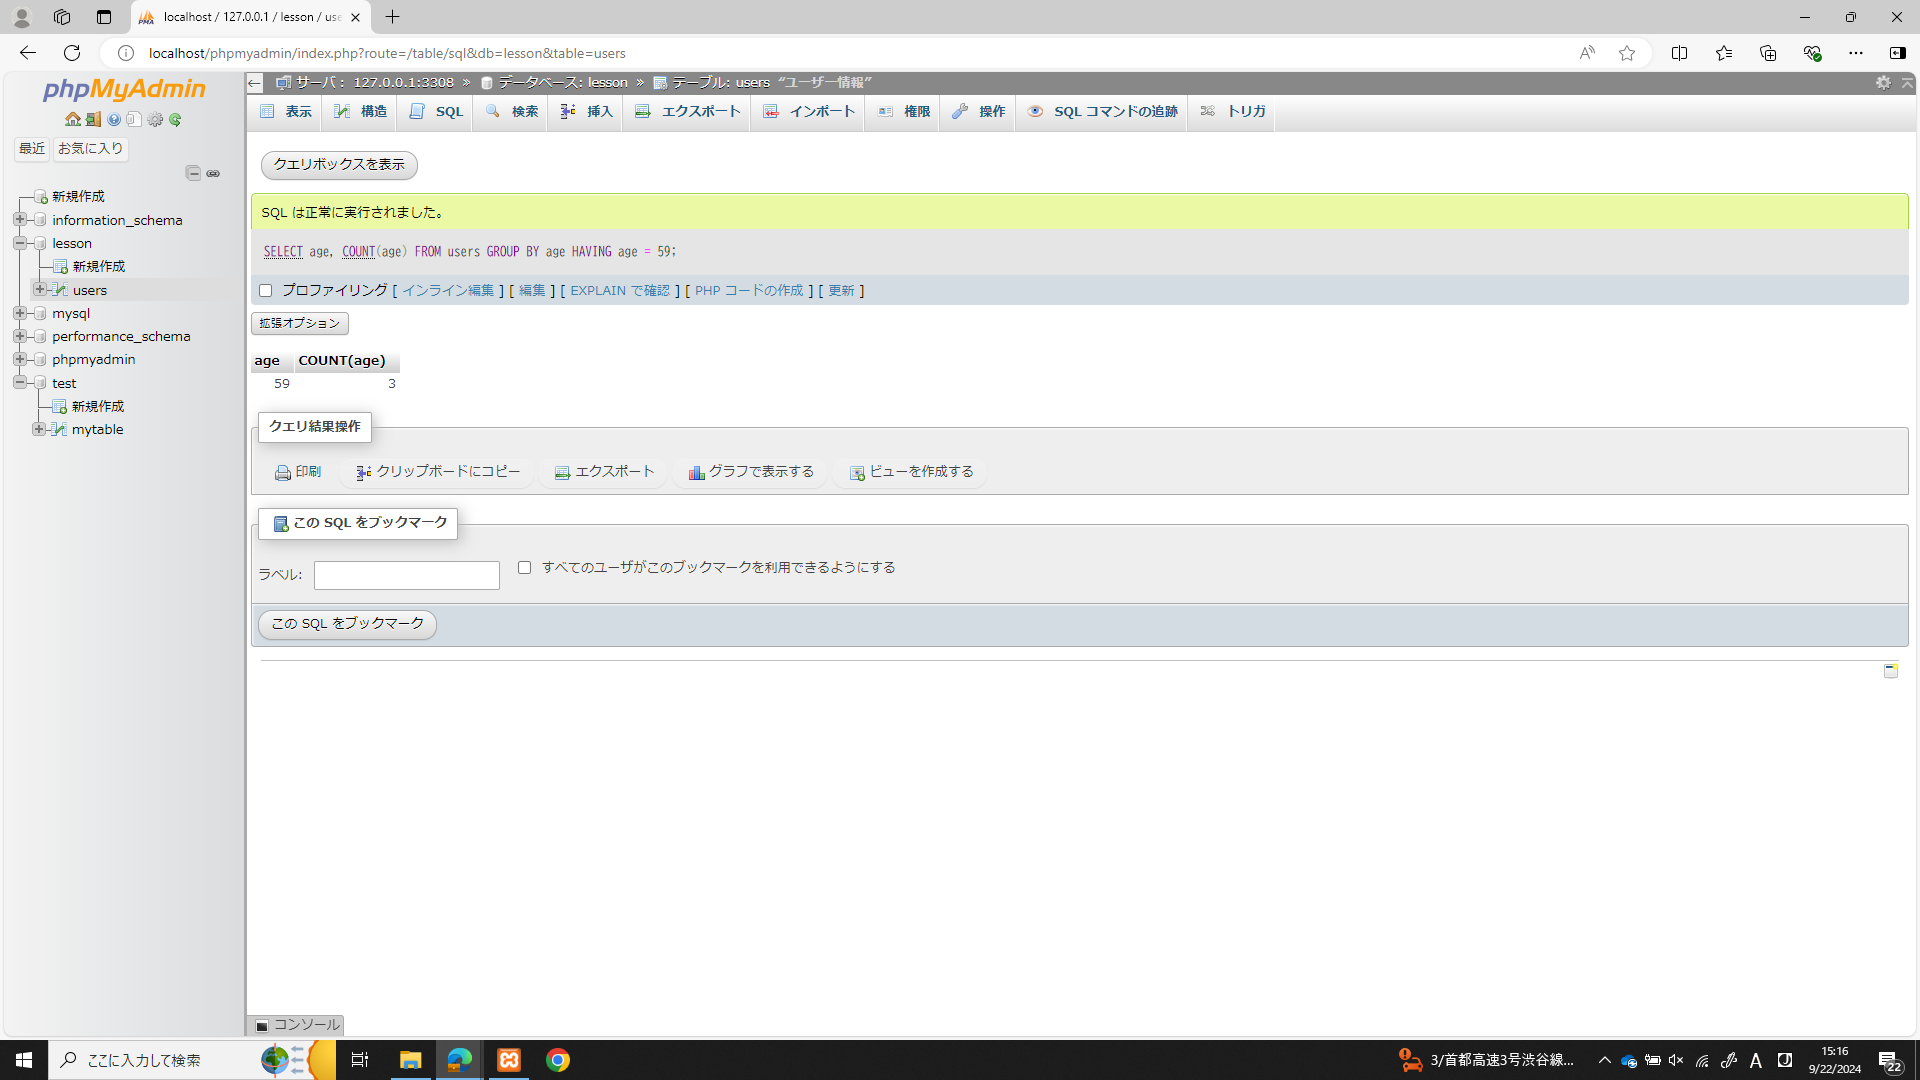 localhost / 127.0.0.1 / lesson / use
localhost/phpmyadmin/index.php?route=/table/sql&db=lesson&table=users
phpMyAdmin
最近 お気に入り
新規作成
information_schema
lesson
新規作成
users
mysql
performance_schema
phpmyadmin
test
新規作成
mytable
サーバ: 127.0.0.1:3308 » データベース: lesson » テーブル: users “ユーザー情報”
表示 構造 SQL 検索 挿入 エクスポート インポート 権限 操作 SQL コマンドの追跡 トリガ
クエリボックスを表示
SQL は正常に実行されました。
SELECT age, COUNT(age) FROM users GROUP BY age HAVING age = 59;
プロファイリング [ インライン編集 ] [ 編集 ] [ EXPLAIN で確認 ] [ PHP コードの作成 ] [ 更新 ]
拡張オプション
age COUNT(age)
59 3
クエリ結果操作
印刷 クリップボードにコピー エクスポート グラフで表示する ビューを作成する
この SQL をブックマーク
ラベル: すべてのユーザがこのブックマークを利用できるようにする
この SQL をブックマーク
コンソール
ここに入力して検索
3/首都高速3号渋谷線...
A
15:16
9/22/2024
22